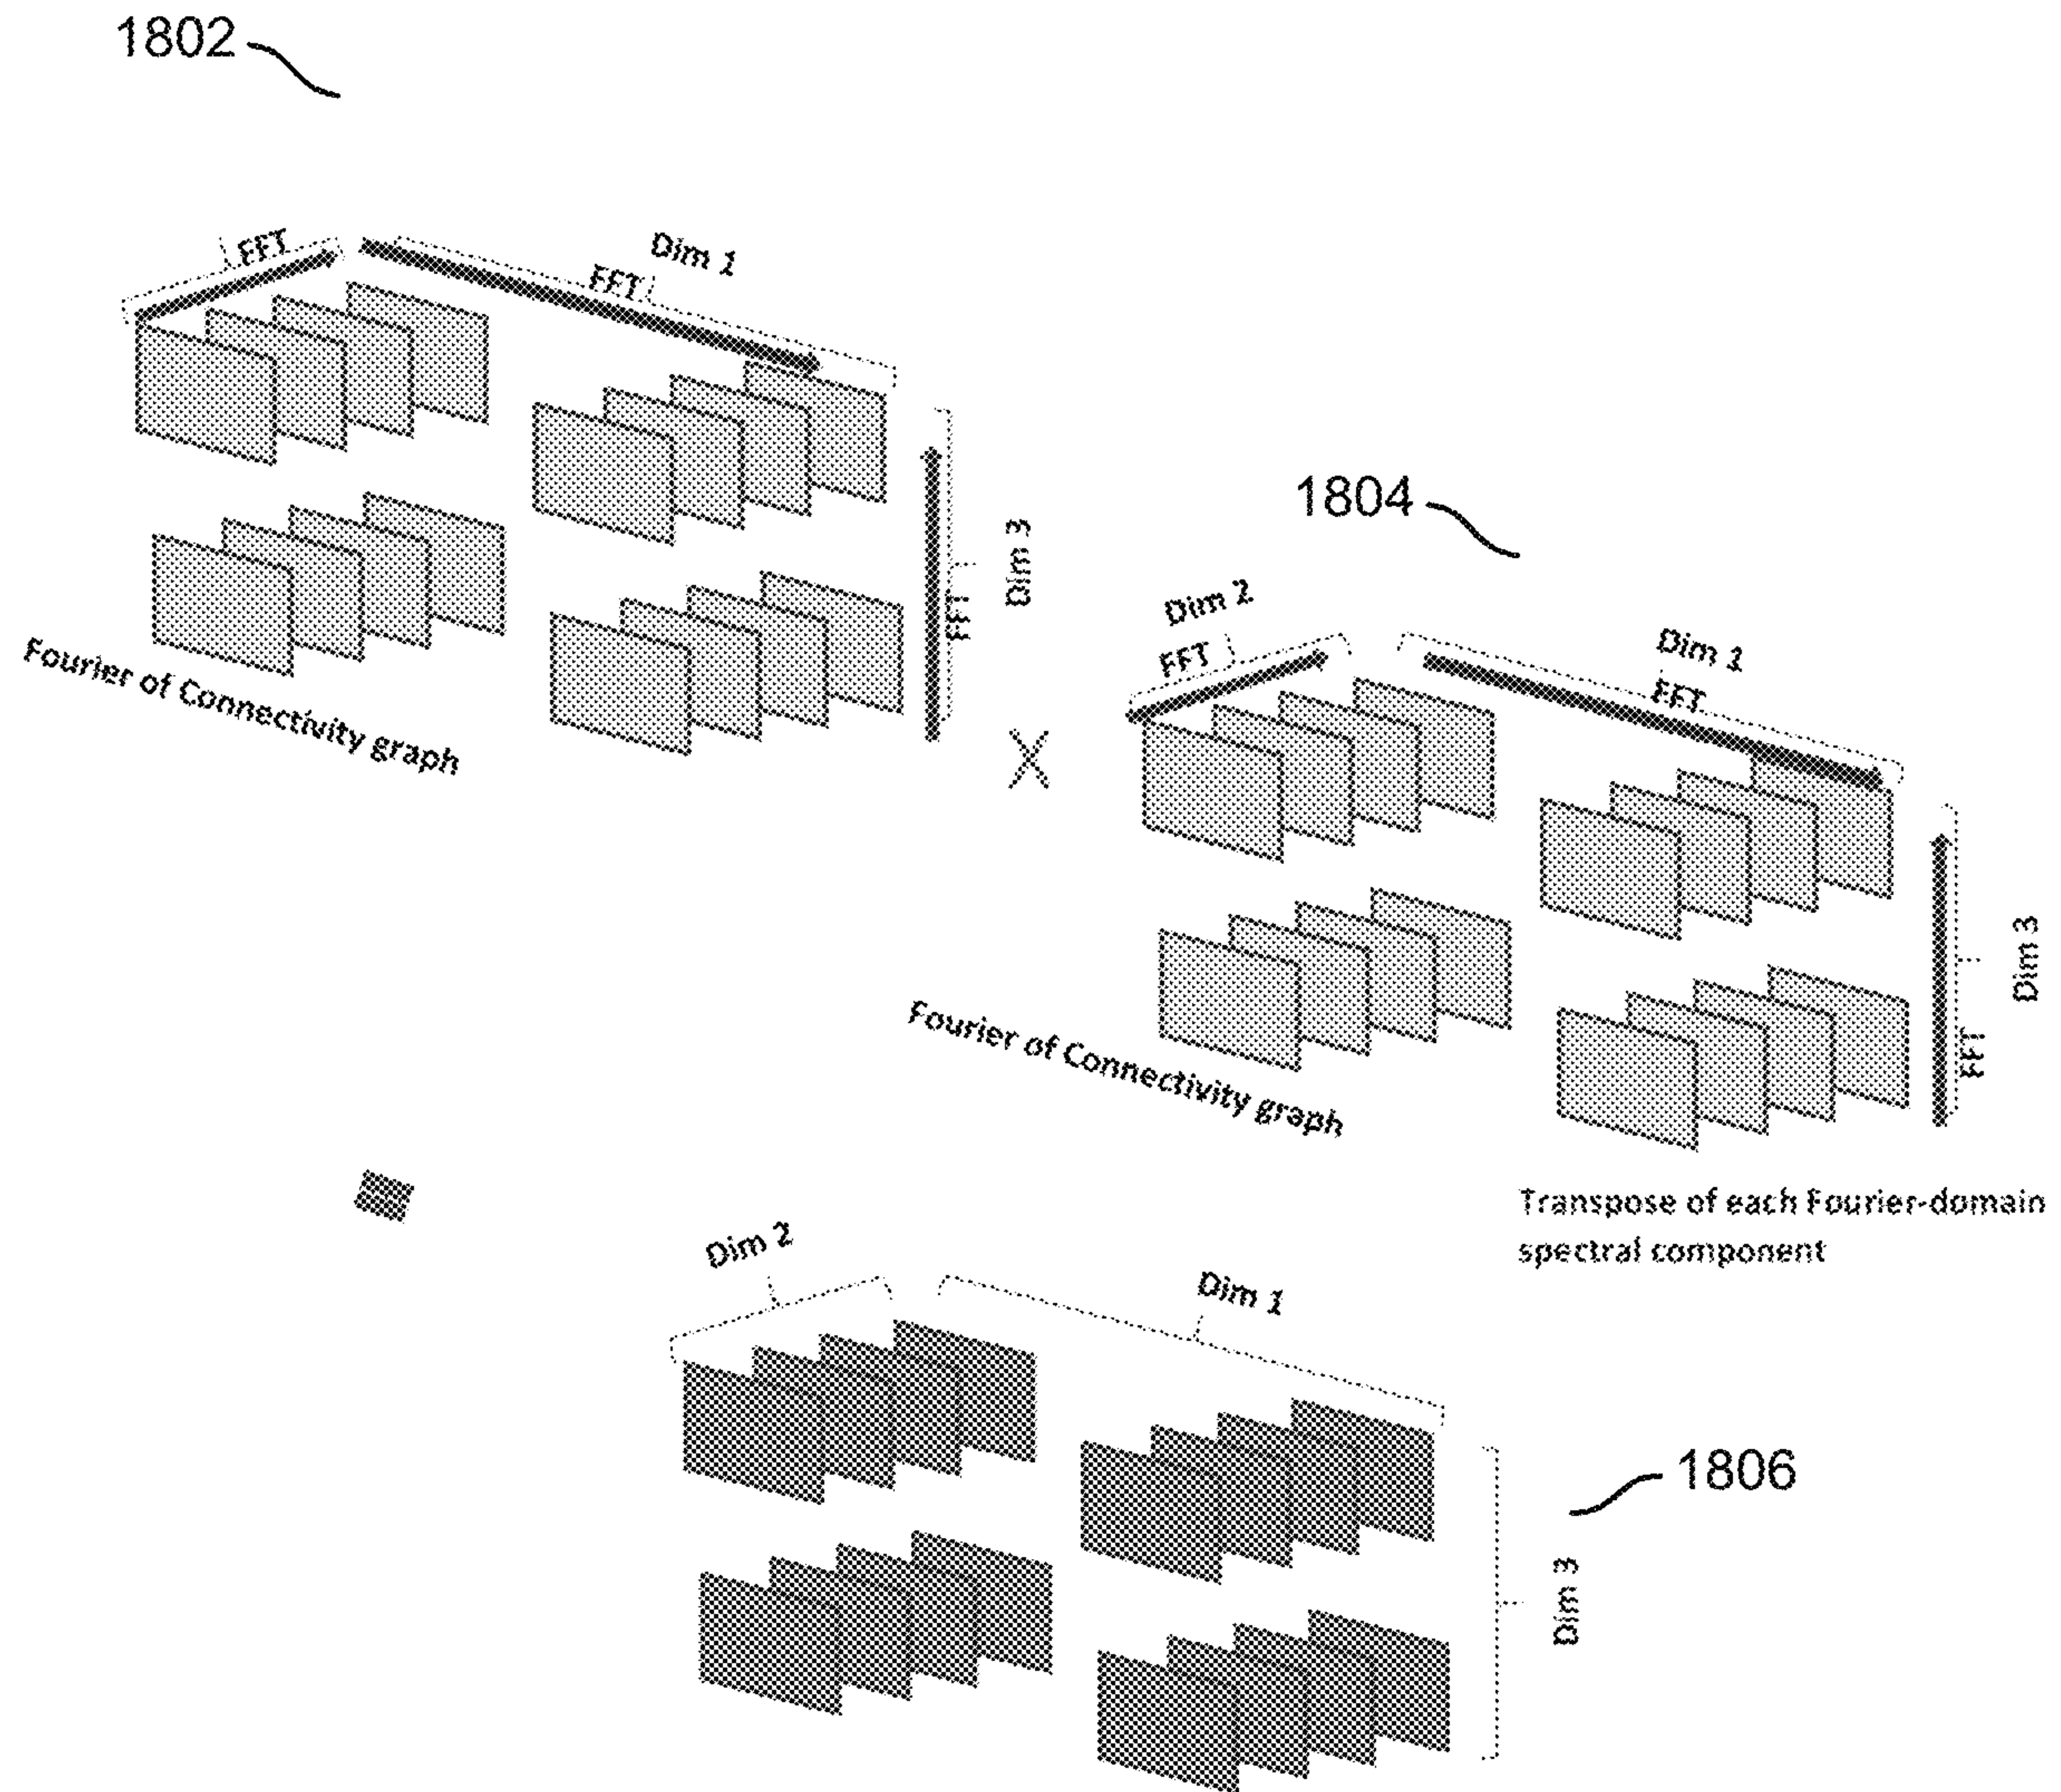 1802
FFT
Dim 1
FFT
Dim 3
FFT
Fourier of Connectivity graph
1804
Dim 2
FFT
Dim 1
FFT
X
Dim 3
FFT
Fourier of Connectivity graph
Transpose of each Fourier-domain
spectral component
=
Dim 2
Dim 1
Dim 3
1806